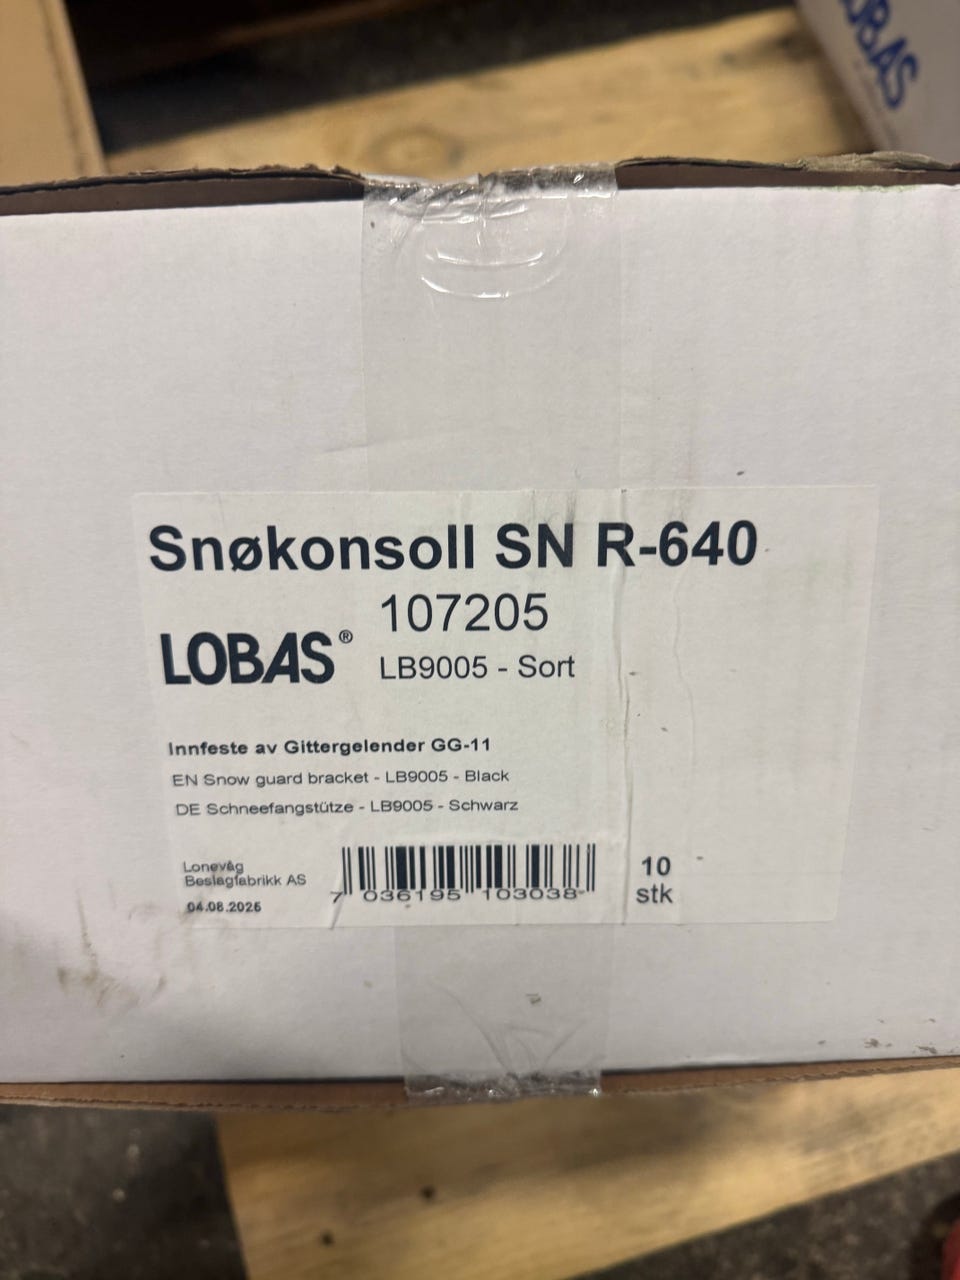 LOBAS
Snøkonsoll SN R-640
107205
LOBAS®
LB9005 - Sort
Innfeste av Gittergelender GG-11
EN Snow guard bracket - LB9005 - Black
DE Schneefangstütze - LB9005 - Schwarz
Lonevåg
Beslagfabrikk AS
04.08.2025
7 036195 103038
10
stk